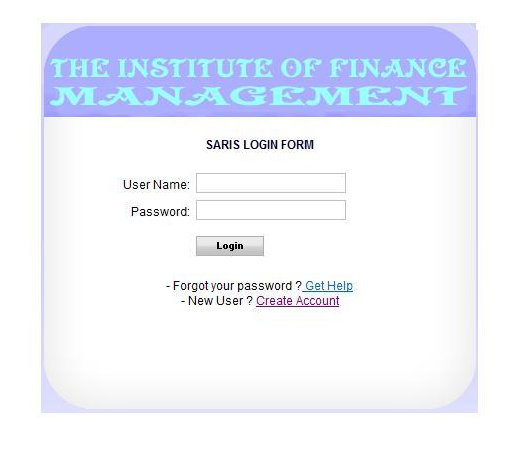 THE INSTITUTE OF FINANCE
MANAGEMENT
SARIS LOGIN FORM
User Name:
Password:
Login
- Forgot your password ? Get Help
- New User ? Create Account